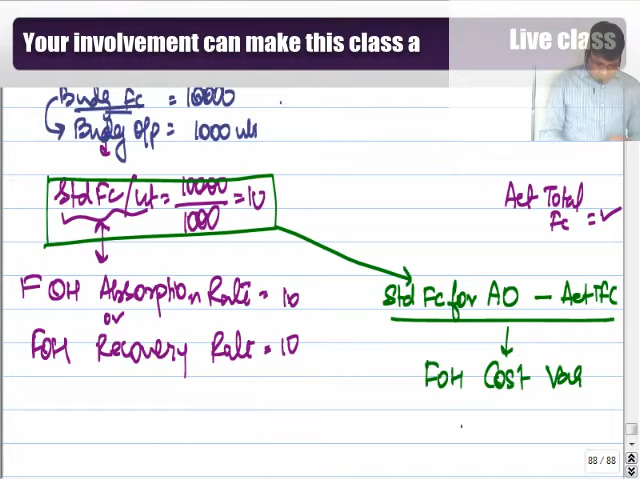 Your involvement can make this class a
Live class
Budg Fc = 10000
Budg O/p = 1000 uts
Std Fc/ut = 10000/1000 = 10
Act Total
Fc =
FOH Absorption Rate = 10
or
FOH Recovery Rate = 10
Std Fc for AO - Act TFC
FOH Cost Var
88 / 88